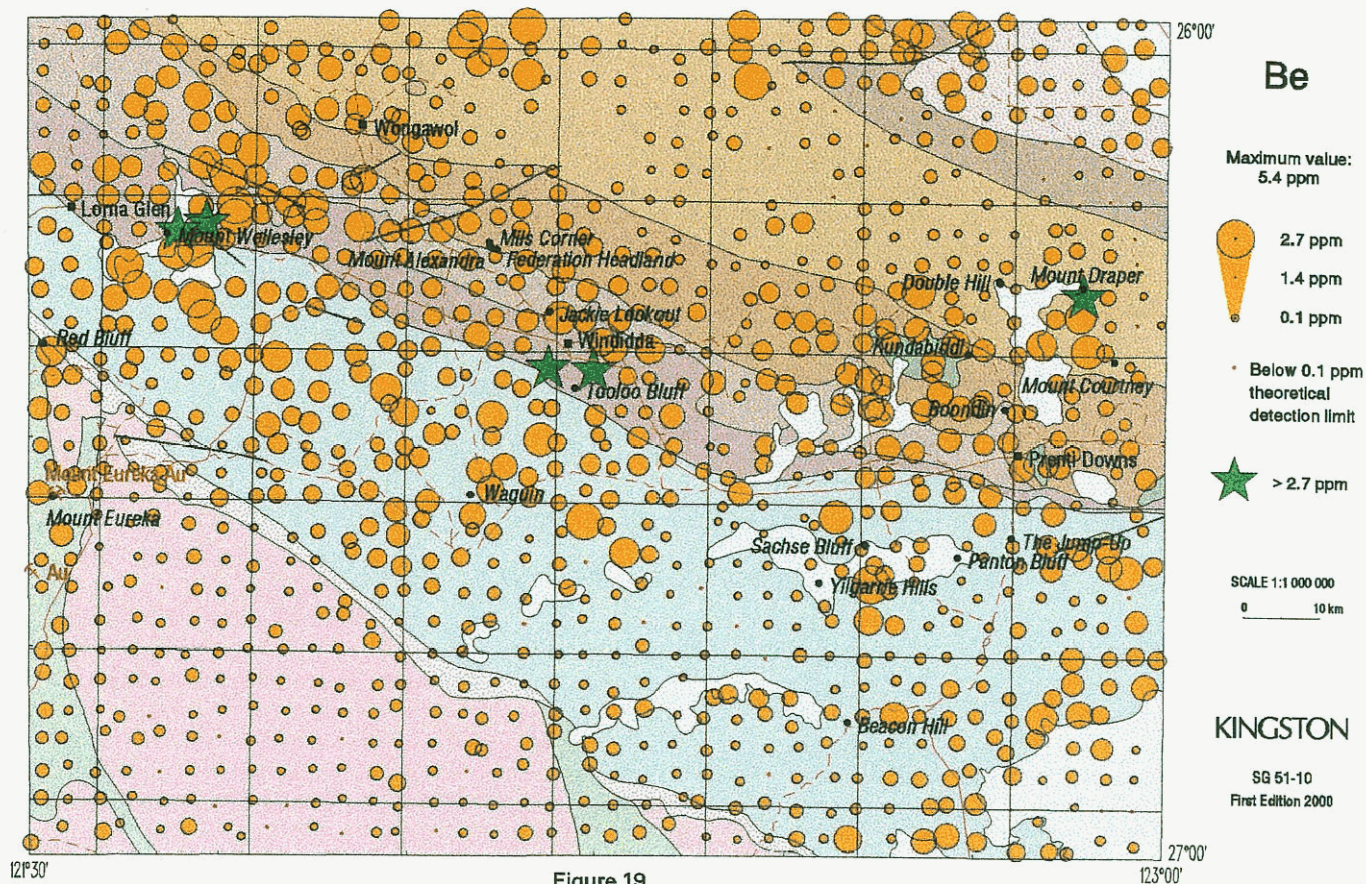 26°00'
Be
Maximum value:
5.4 ppm
2.7 ppm
1.4 ppm
0.1 ppm
Below 0.1 ppm
theoretical
detection limit
> 2.7 ppm
SCALE 1:1 000 000
0 10 km
KINGSTON
SG 51-10
First Edition 2000
Wongawol
Lorna Glen
Mount Wellesley
Mils Corner
Mount Alexandra
Federation Headland
Double Hill
Mount Draper
Jackie Lookout
Red Bluff
Windidda
Kundabiddi
Tooloo Bluff
Mount Courtney
Boondin
Mount Eureka Au
Prenti Downs
Waguin
Mount Eureka
Sachse Bluff
The Jump-Up
Panton Bluff
Au
Yilgarite Hills
Beacon Hill
121°30'
27°00'
123°00'
Figure 19